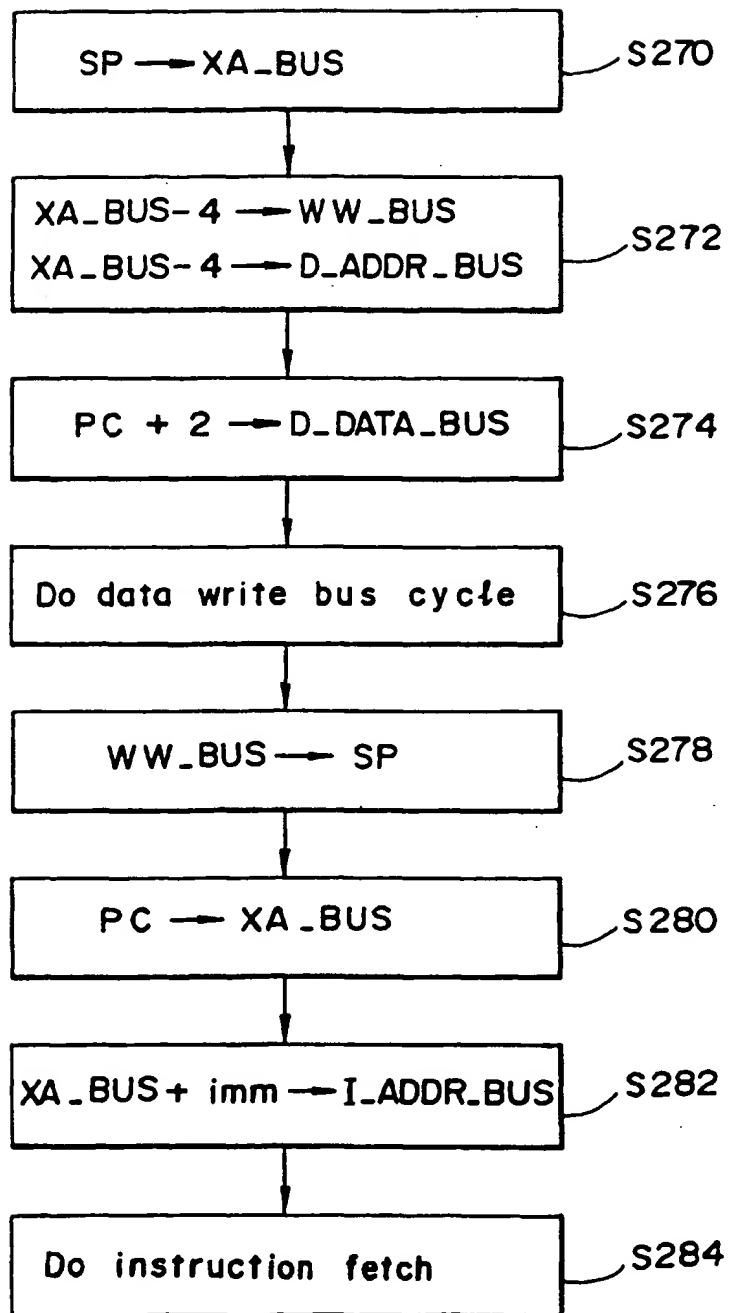 SP → XA_BUS
S270
XA_BUS-4 → WW_BUS
XA_BUS-4 → D_ADDR_BUS
S272
PC + 2 → D_DATA_BUS
S274
Do data write bus cycle
S276
WW_BUS → SP
S278
PC → XA_BUS
S280
XA_BUS+ imm → I_ADDR_BUS
S282
Do instruction fetch
S284